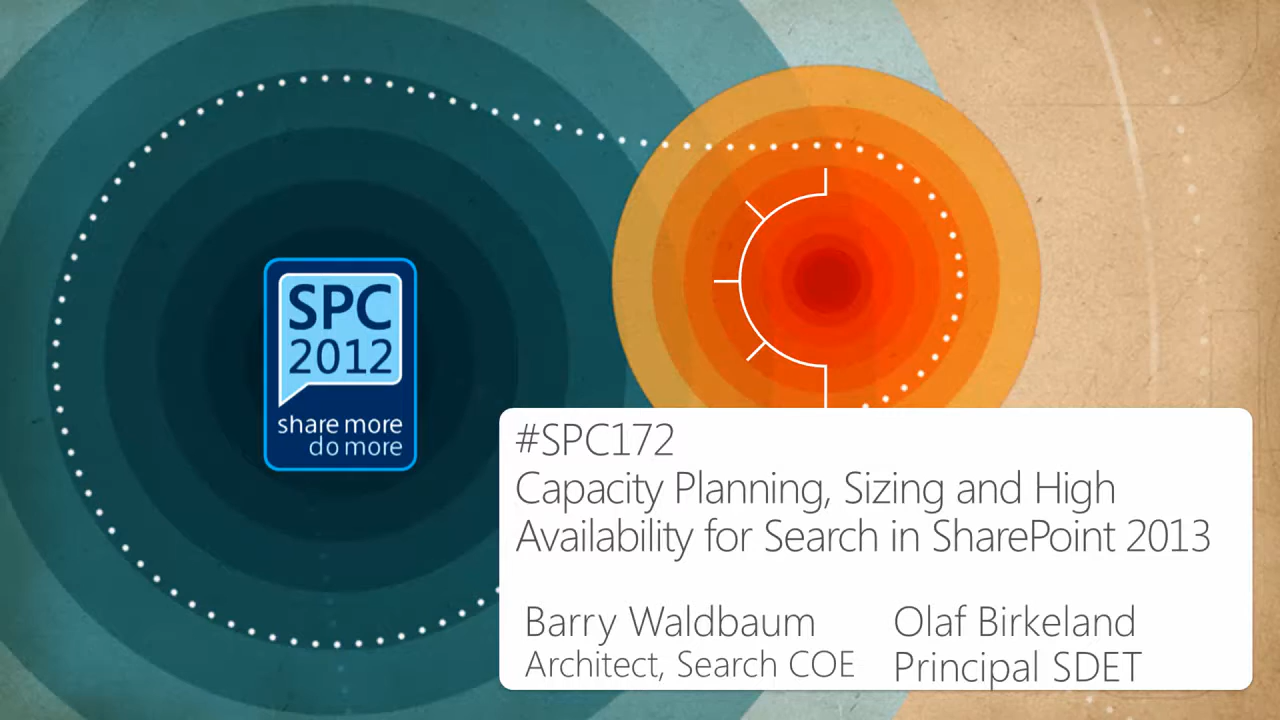 SPC
2012
share more
do more
#SPC172
Capacity Planning, Sizing and High
Availability for Search in SharePoint 2013
Barry Waldbaum
Architect, Search COE
Olaf Birkeland
Principal SDET